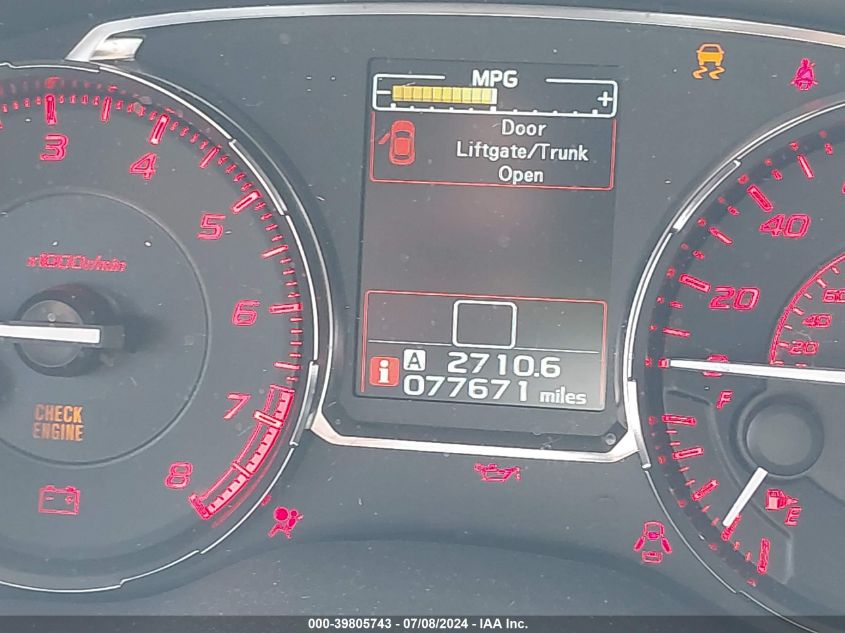 MPG
- +
Door
Liftgate/Trunk
Open
3
4
5
x1000r/min
6
7
8
CHECK
ENGINE
- +
i A 2710.6
077671 miles
40
20
0
60
40
20
F
E
000-39805743 - 07/08/2024 - IAA Inc.